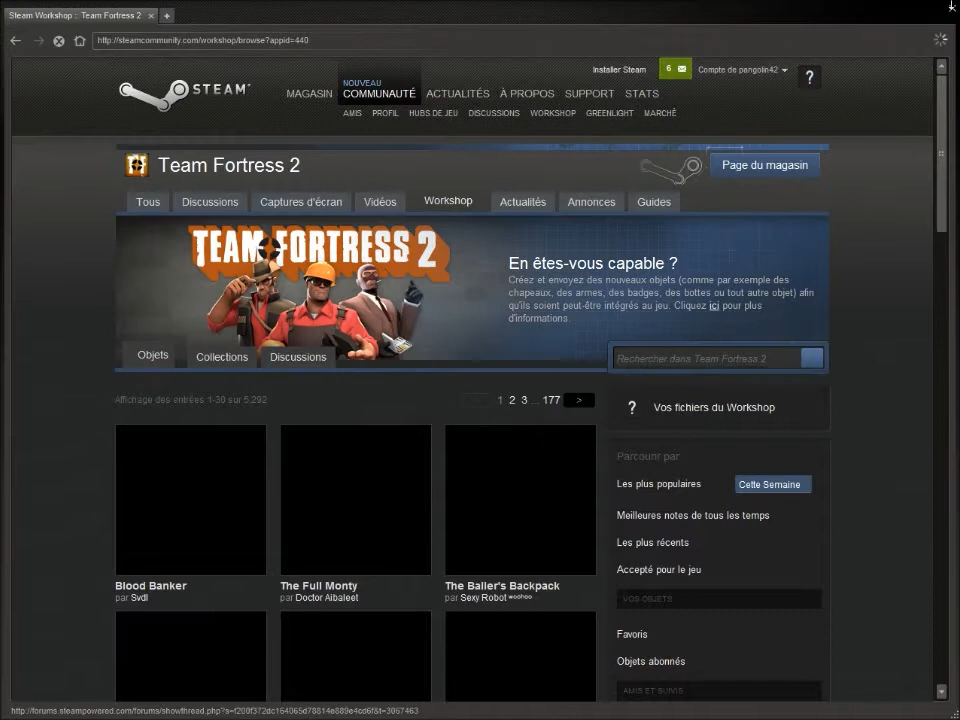 Steam Workshop :: Team Fortress 2
http://steamcommunity.com/workshop/browse?appid=440
Installer Steam 6 Compte de pangolin42 ?
STEAM
NOUVEAU
MAGASIN COMMUNAUTÉ ACTUALITÉS À PROPOS SUPPORT STATS
AMIS PROFIL HUBS DE JEU DISCUSSIONS WORKSHOP GREENLIGHT MARCHÉ
Team Fortress 2
Page du magasin
Tous Discussions Captures d'écran Vidéos Workshop Actualités Annonces Guides
TEAM FORTRESS 2
En êtes-vous capable ?
Créez et envoyez des nouveaux objets (comme par exemple des
chapeaux, des armes, des badges, des bottes ou tout autre objet) afin
qu'ils soient peut-être intégrés au jeu. Cliquez ici pour plus
d'informations.
Objets Collections Discussions
Rechercher dans Team Fortress 2
Affichage des entrées 1-30 sur 5,292
1 2 3 ... 177 >
? Vos fichiers du Workshop
Parcourir par
Les plus populaires Cette Semaine
Meilleures notes de tous les temps
Les plus récents
Accepté pour le jeu
VOS OBJETS
Favoris
Objets abonnés
AMIS ET SUIVIS
Blood Banker
par Svdl
The Full Monty
par Doctor Aibaleet
The Baller's Backpack
par Sexy Robot woohoo